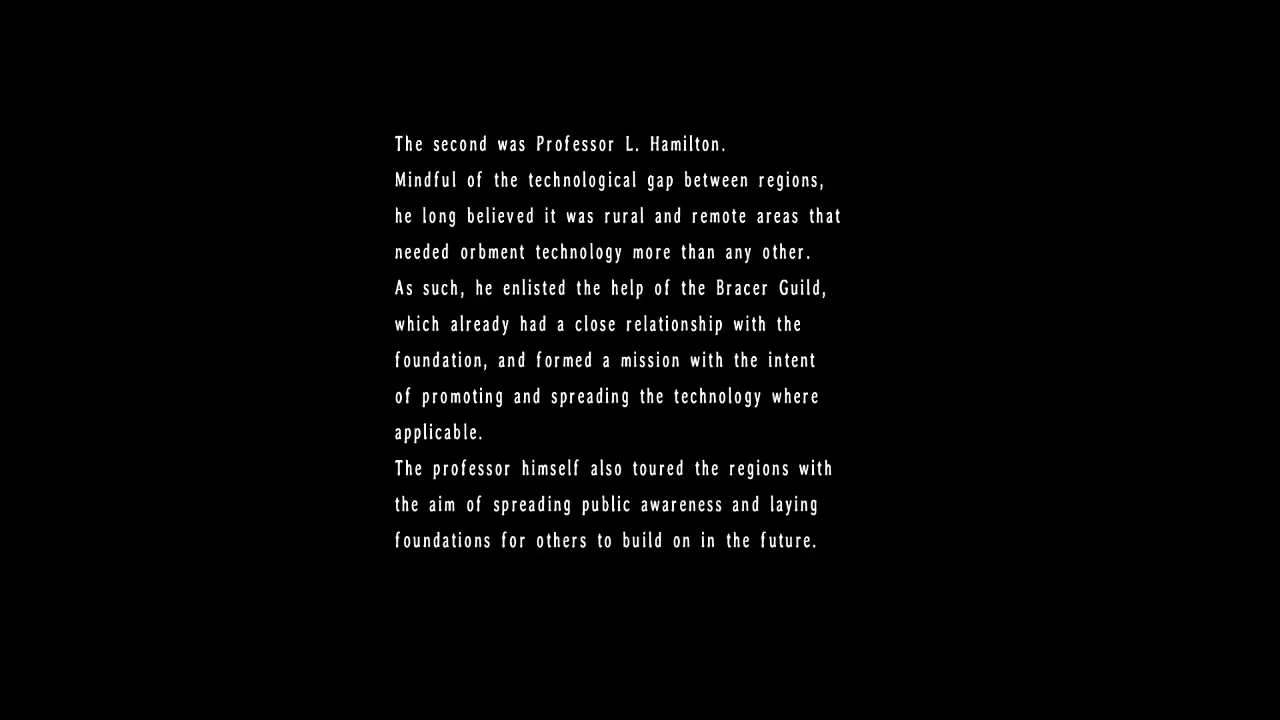 The second was Professor L. Hamilton.
Mindful of the technological gap between regions,
he long believed it was rural and remote areas that
needed orbment technology more than any other.
As such, he enlisted the help of the Bracer Guild,
which already had a close relationship with the
foundation, and formed a mission with the intent
of promoting and spreading the technology where
applicable.
The professor himself also toured the regions with
the aim of spreading public awareness and laying
foundations for others to build on in the future.